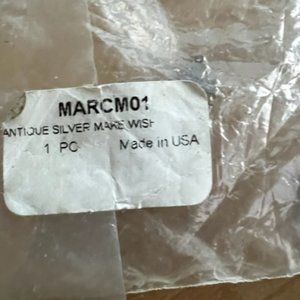 MARCM01
ANTIQUE SILVER MAKE WISH
1 PC Made in USA